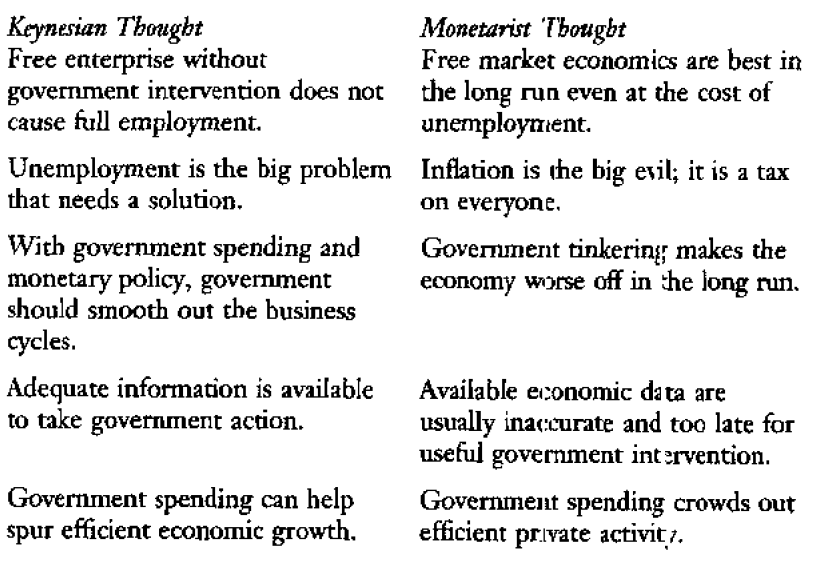 Keynesian Thought
Free enterprise without
government intervention does not
cause full employment.
Unemployment is the big problem
that needs a solution.
With government spending and
monetary policy, government
should smooth out the business
cycles.
Adequate information is available
to take government action.
Government spending can help
spur efficient economic growth.
Monetarist Thought
Free market economics are best in
the long run even at the cost of
unemployment.
Inflation is the big evil; it is a tax
on everyone.
Government tinkering makes the
economy worse off in the long run.
Available economic data are
usually inaccurate and too late for
useful government intervention.
Government spending crowds out
efficient private activity.